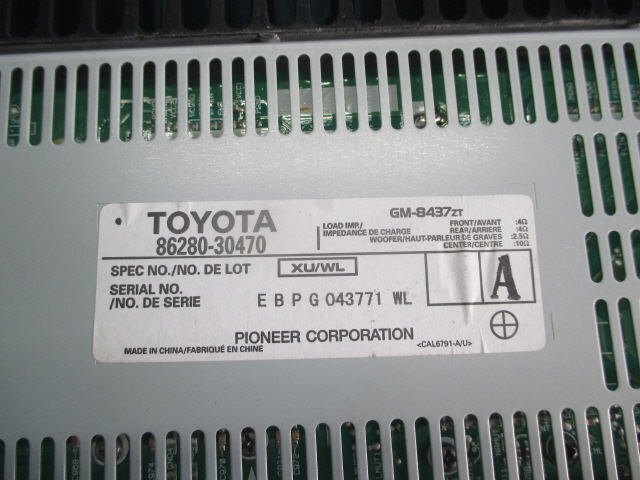 TOYOTA
86280-30470
GM-8437ZT
LOAD IMP./
IMPEDANCE DE CHARGE
FRONT/AVANT :4Ω
REAR/ARRIERE :4Ω
WOOFER/HAUT-PARLEUR DE GRAVES :2.5Ω
CENTER/CENTRE :10Ω
SPEC NO./NO. DE LOT XU/WL
SERIAL NO.
/NO. DE SERIE E B P G 043771 WL
A
PIONEER CORPORATION
MADE IN CHINA/FABRIQUÉ EN CHINE
<CAL6791-A/U>